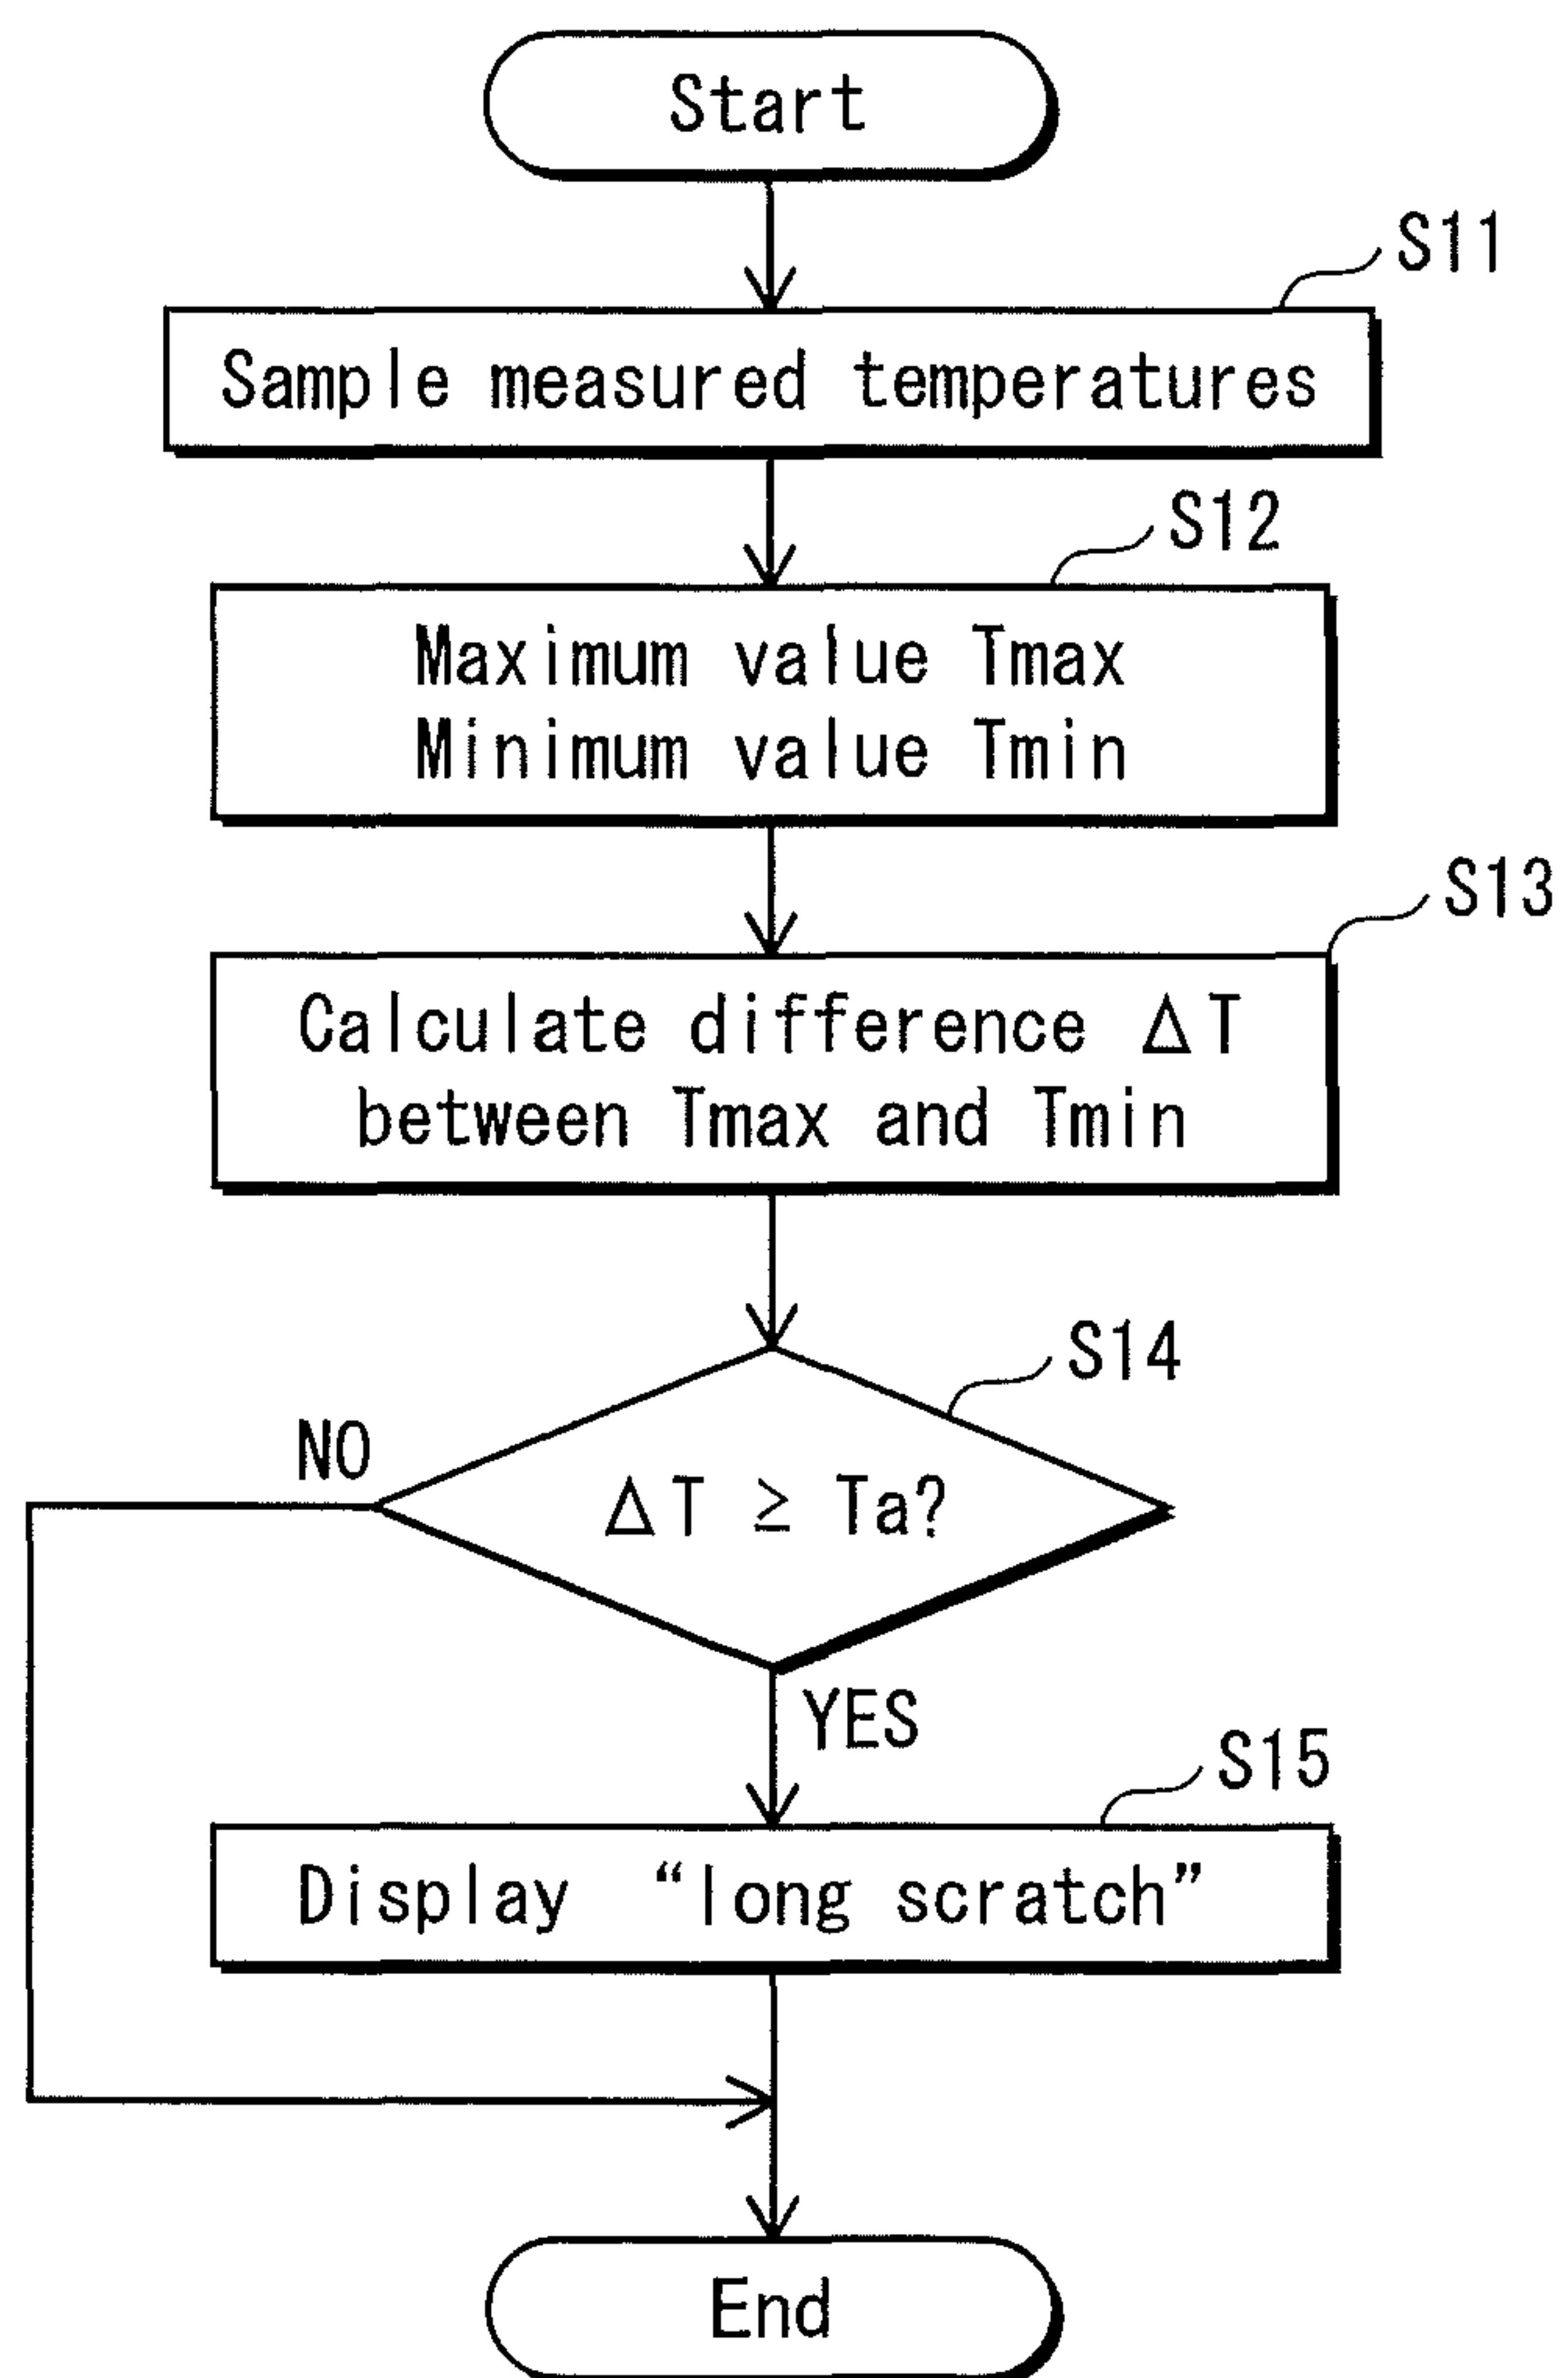 Start
S11
Sample measured temperatures
S12
Maximum value Tmax
Minimum value Tmin
S13
Calculate difference ΔT
between Tmax and Tmin
S14
NO
ΔT ≥ Ta?
YES
S15
Display “long scratch”
End